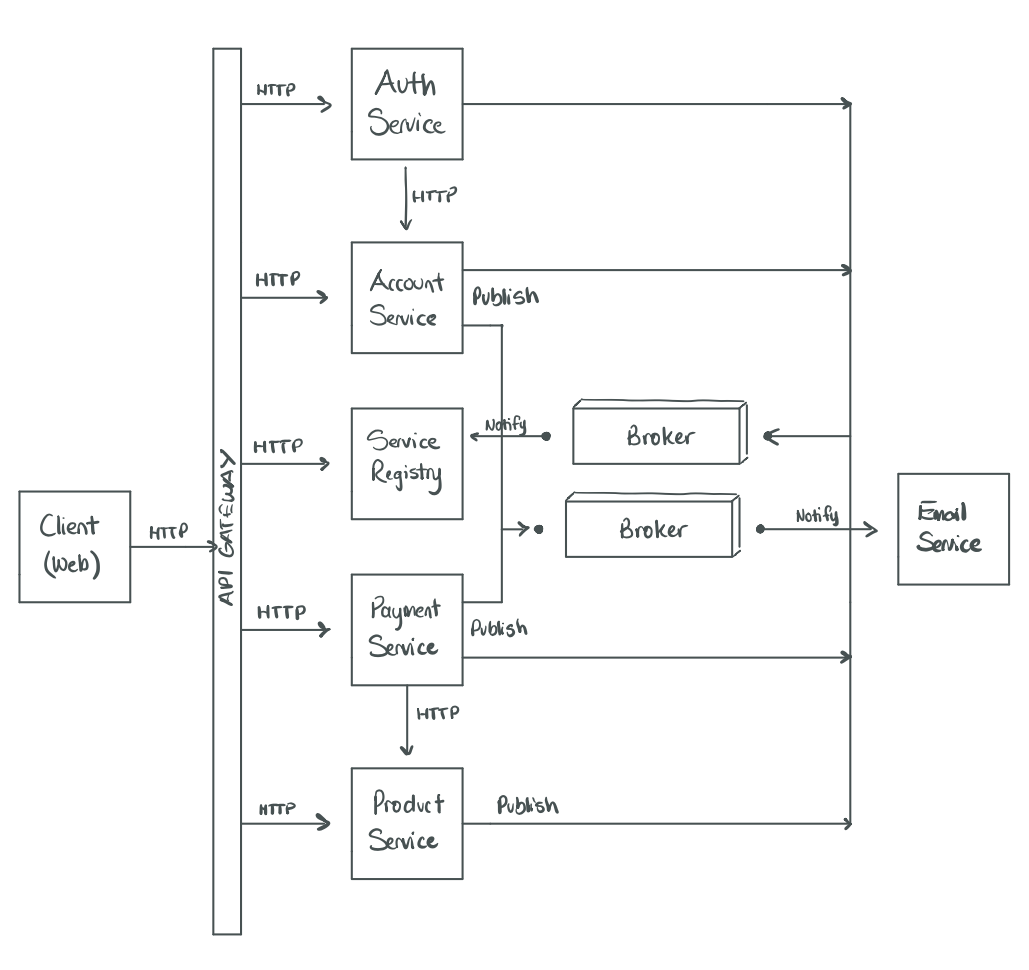 HTTP
Auth
Service
HTTP
HTTP
Account
Service
Publish
HTTP
Service
Registry
Notify
Broker
Client
(Web)
HTTP
API GATEWAY
Broker
Notify
Email
Service
HTTP
Payment
Service
Publish
HTTP
HTTP
Product
Service
Publish